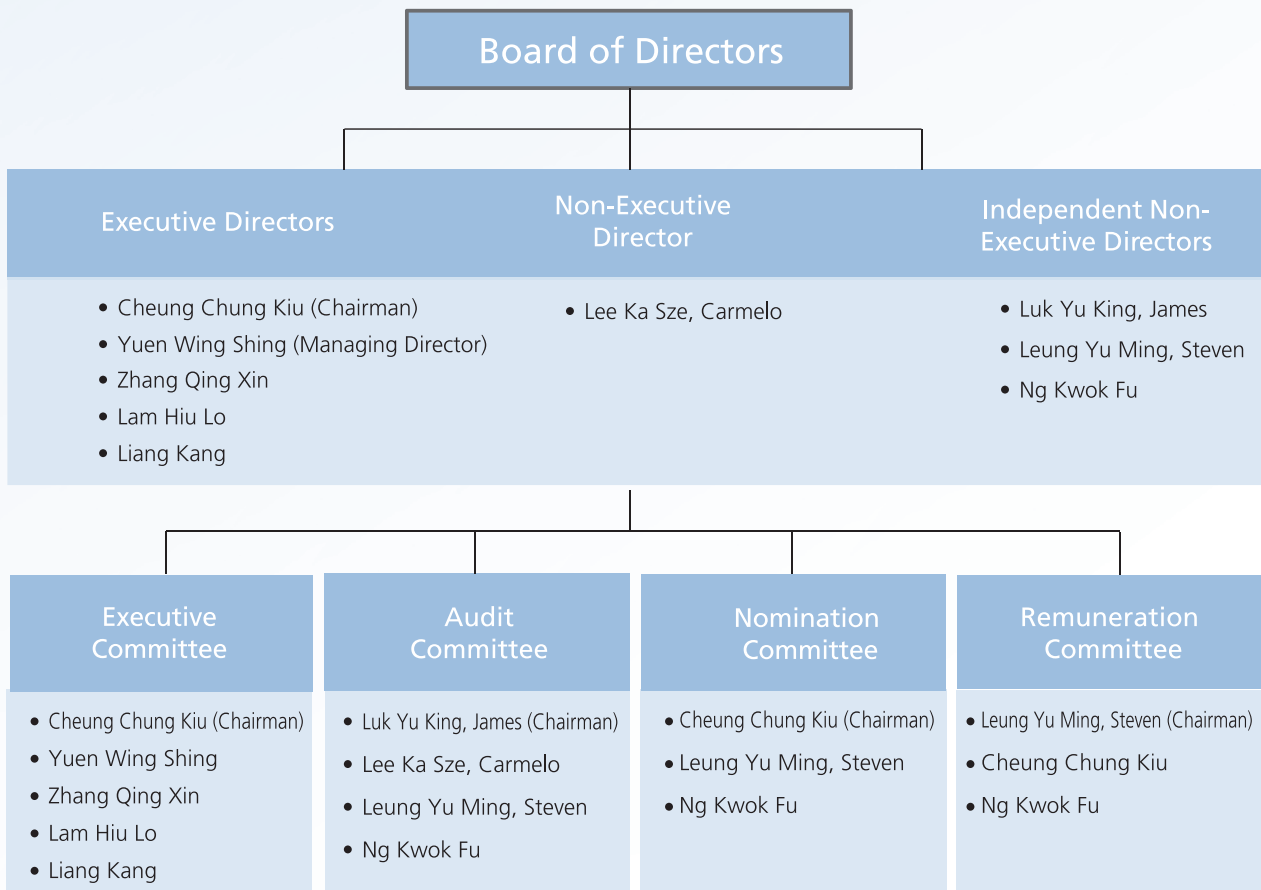 Board of Directors
Executive Directors
Non-Executive
Director
Independent Non-
Executive Directors
• Cheung Chung Kiu (Chairman)
• Yuen Wing Shing (Managing Director)
• Zhang Qing Xin
• Lam Hiu Lo
• Liang Kang
• Lee Ka Sze, Carmelo
• Luk Yu King, James
• Leung Yu Ming, Steven
• Ng Kwok Fu
Executive
Committee
• Cheung Chung Kiu (Chairman)
• Yuen Wing Shing
• Zhang Qing Xin
• Lam Hiu Lo
• Liang Kang
Audit
Committee
• Luk Yu King, James (Chairman)
• Lee Ka Sze, Carmelo
• Leung Yu Ming, Steven
• Ng Kwok Fu
Nomination
Committee
• Cheung Chung Kiu (Chairman)
• Leung Yu Ming, Steven
• Ng Kwok Fu
Remuneration
Committee
• Leung Yu Ming, Steven (Chairman)
• Cheung Chung Kiu
• Ng Kwok Fu